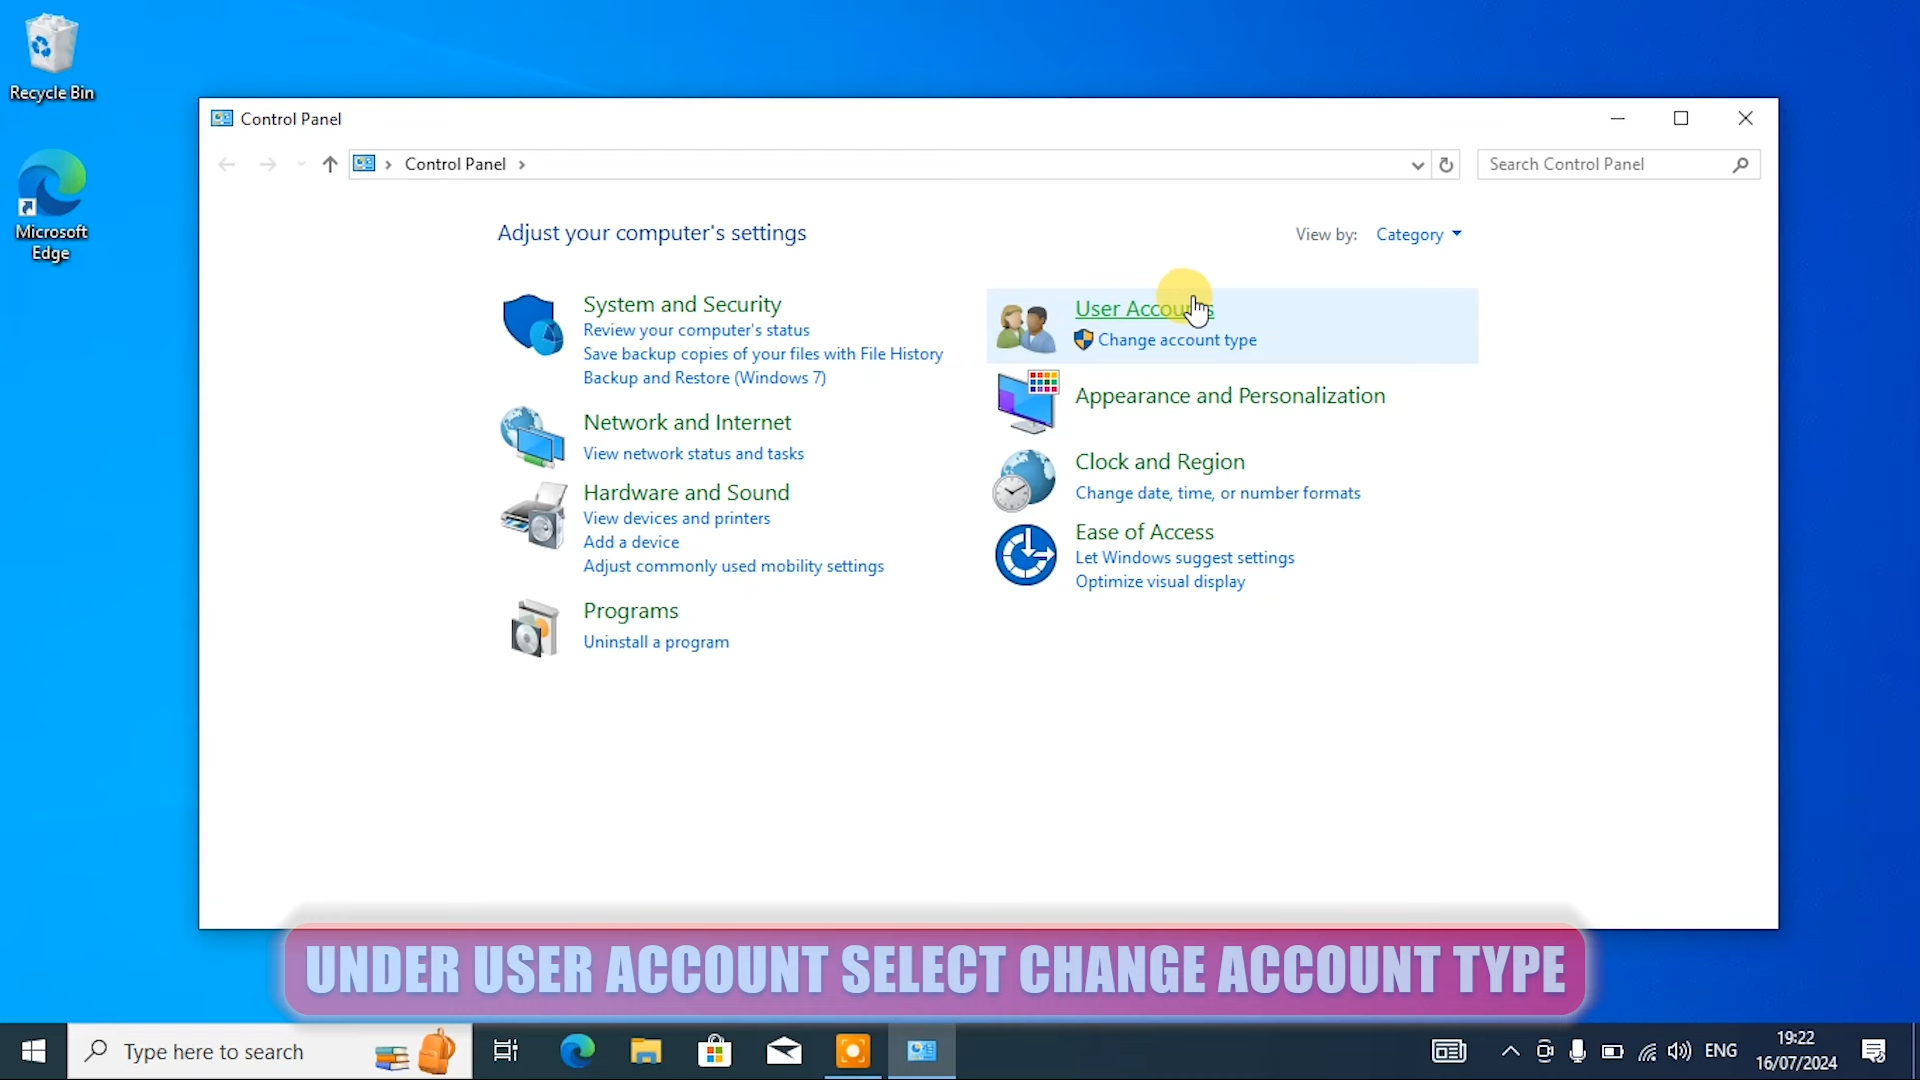 Recycle Bin
Microsoft
Edge
Control Panel
Control Panel
Search Control Panel
Adjust your computer's settings
View by:
Category
System and Security
Review your computer's status
Save backup copies of your files with File History
Backup and Restore (Windows 7)
Network and Internet
View network status and tasks
Hardware and Sound
View devices and printers
Add a device
Adjust commonly used mobility settings
Programs
Uninstall a program
User Accounts
Change account type
Appearance and Personalization
Clock and Region
Change date, time, or number formats
Ease of Access
Let Windows suggest settings
Optimize visual display
UNDER USER ACCOUNT SELECT CHANGE ACCOUNT TYPE
Type here to search
ENG
19:22
16/07/2024